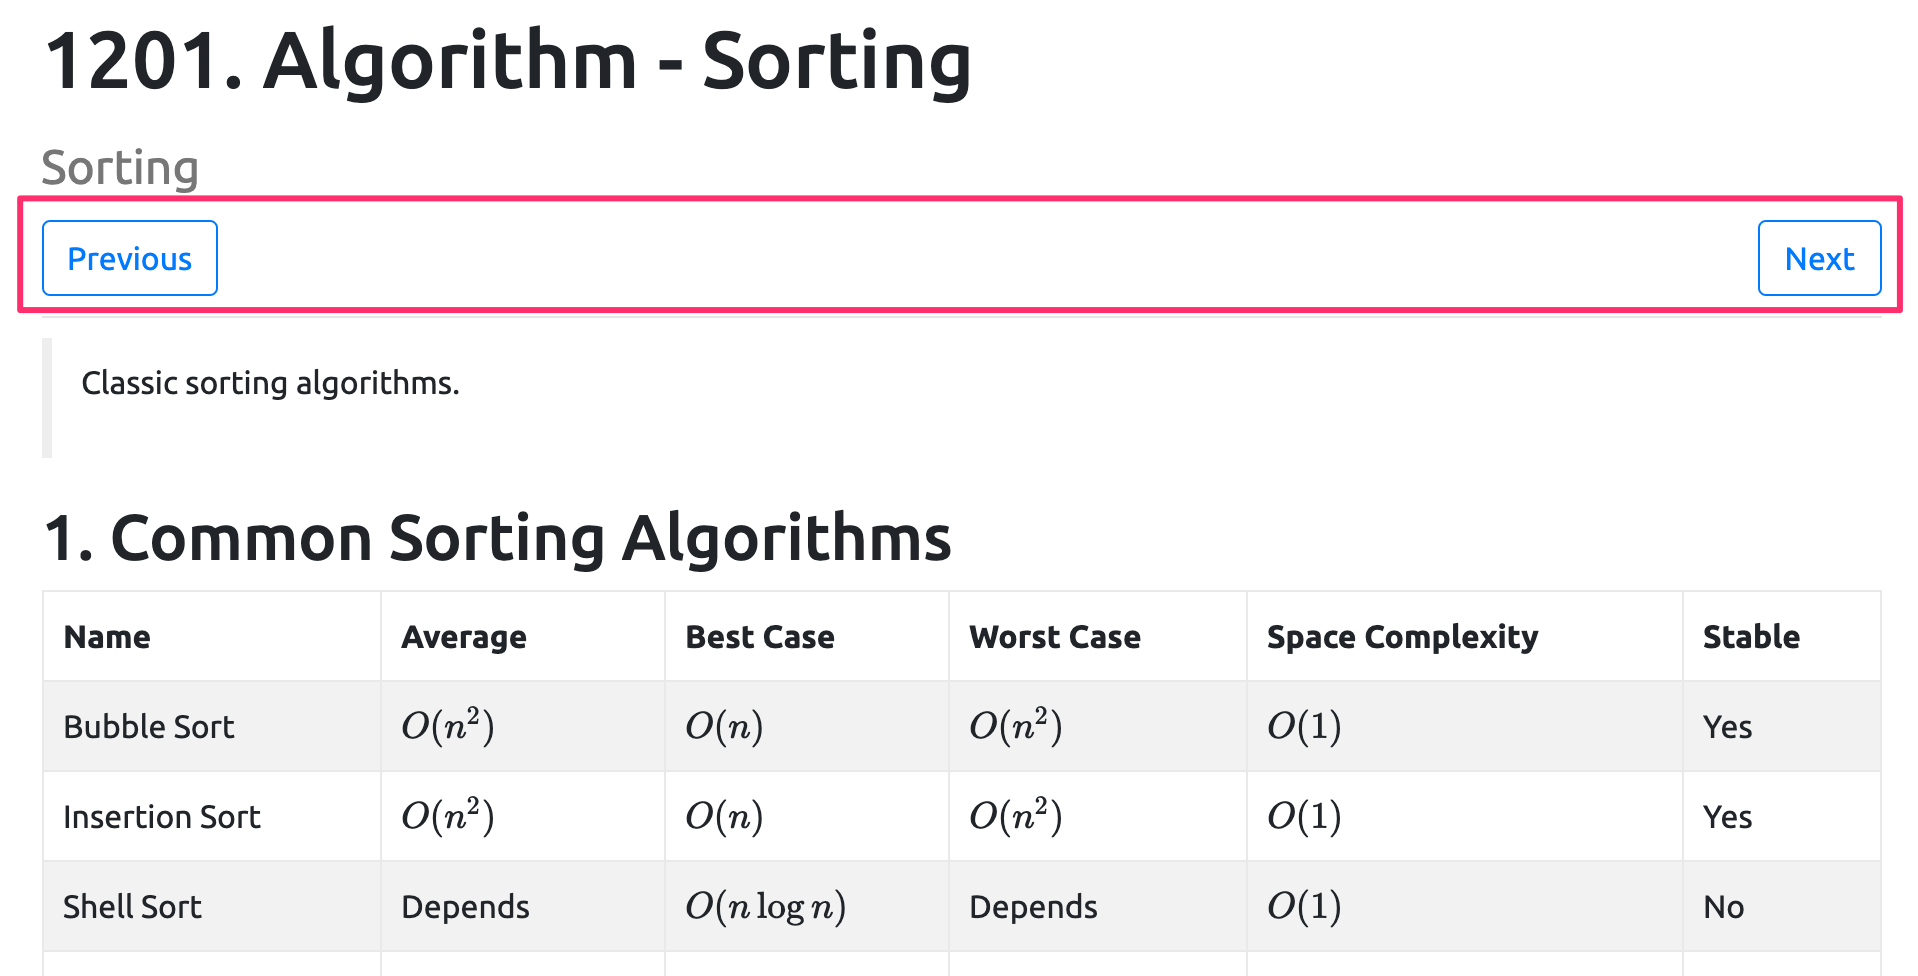 1201. Algorithm - Sorting
Sorting
Previous Next
Classic sorting algorithms.
1. Common Sorting Algorithms
Name Average Best Case Worst Case Space Complexity Stable
Bubble Sort O(n²) O(n) O(n²) O(1) Yes
Insertion Sort O(n²) O(n) O(n²) O(1) Yes
Shell Sort Depends O(n log n) Depends O(1) No